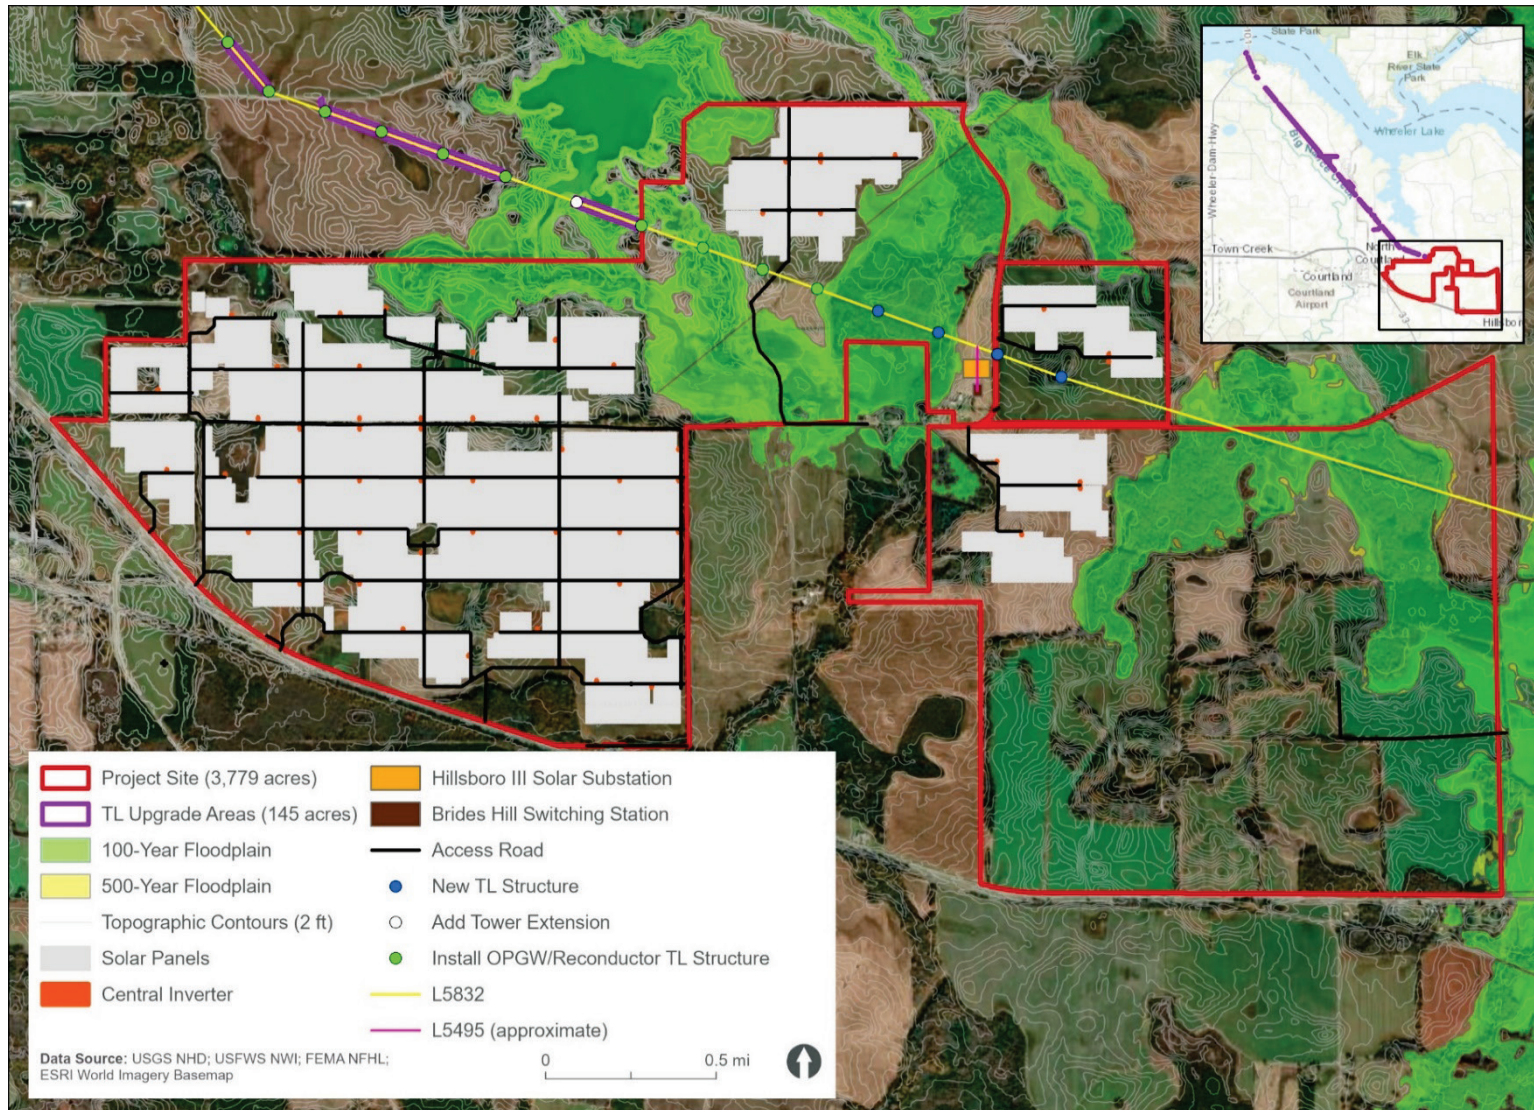 State Park
Elk
River State
Park
Wheeler Lake
Wheeler-Dam-Hwy
Town Creek
North
Courtland
Courtland
Courtland
Airport
33
Hillsbor
Project Site (3,779 acres)
TL Upgrade Areas (145 acres)
100-Year Floodplain
500-Year Floodplain
Topographic Contours (2 ft)
Solar Panels
Central Inverter
Hillsboro III Solar Substation
Brides Hill Switching Station
Access Road
New TL Structure
Add Tower Extension
Install OPGW/Reconductor TL Structure
L5832
L5495 (approximate)
Data Source: USGS NHD; USFWS NWI; FEMA NFHL;
ESRI World Imagery Basemap
0 0.5 mi